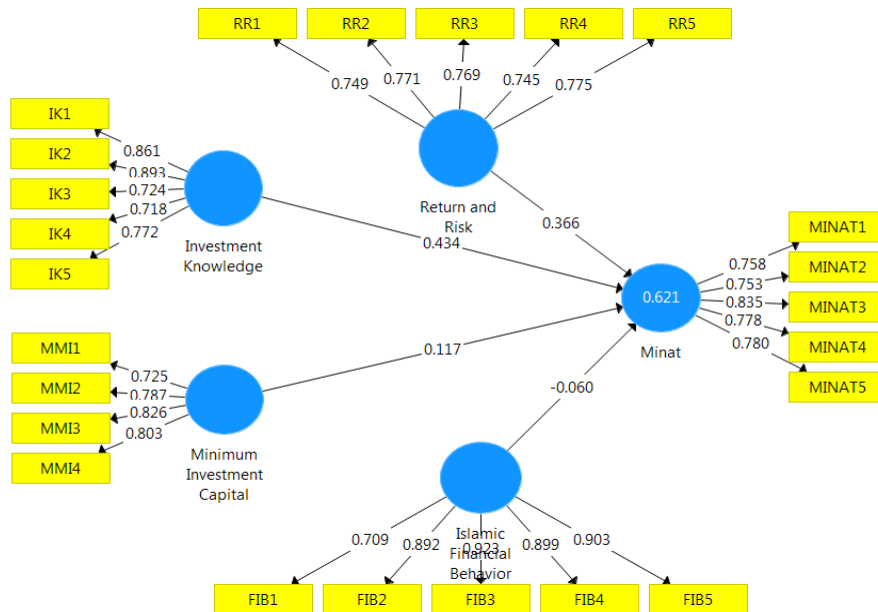 RR1 RR2 RR3 RR4 RR5
0.749 0.771 0.769 0.745 0.775
IK1
IK2
IK3
IK4
IK5
0.861
0.893
0.724
0.718
0.772
Investment
Knowledge
Return and
Risk
0.434
0.366
MMI1
MMI2
MMI3
MMI4
0.725
0.787
0.826
0.803
Minimum
Investment
Capital
0.117
-0.060
0.621
Minat
0.758
0.753
0.835
0.778
0.780
MINAT1
MINAT2
MINAT3
MINAT4
MINAT5
Islamic
Financial
Behavior
0.709 0.892 0.923 0.899 0.903
FIB1 FIB2 FIB3 FIB4 FIB5